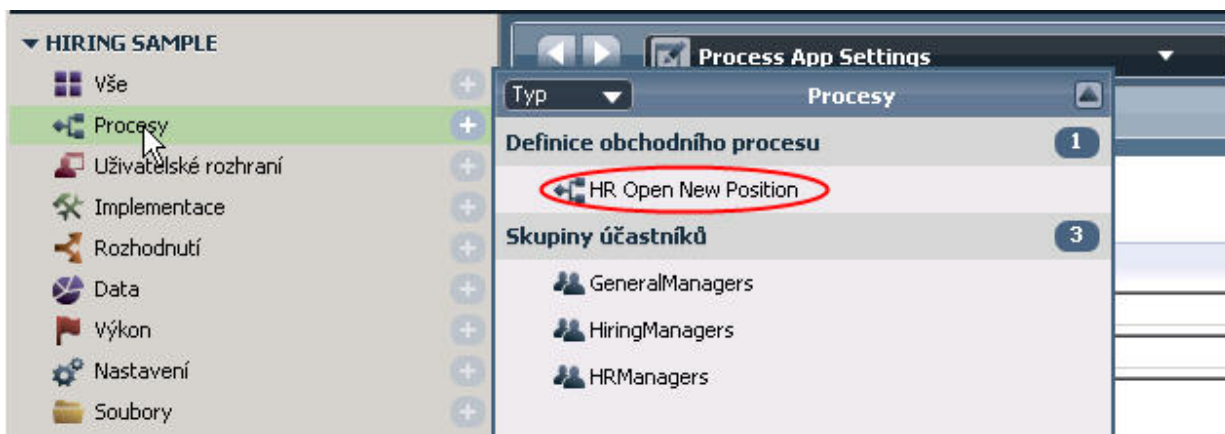 HIRING SAMPLE
Vše
Procesy
Uživatelské rozhraní
Implementace
Rozhodnutí
Data
Výkon
Nastavení
Soubory
Process App Settings
Typ
Procesy
Definice obchodního procesu 1
HR Open New Position
Skupiny účastníků 3
GeneralManagers
HiringManagers
HRManagers